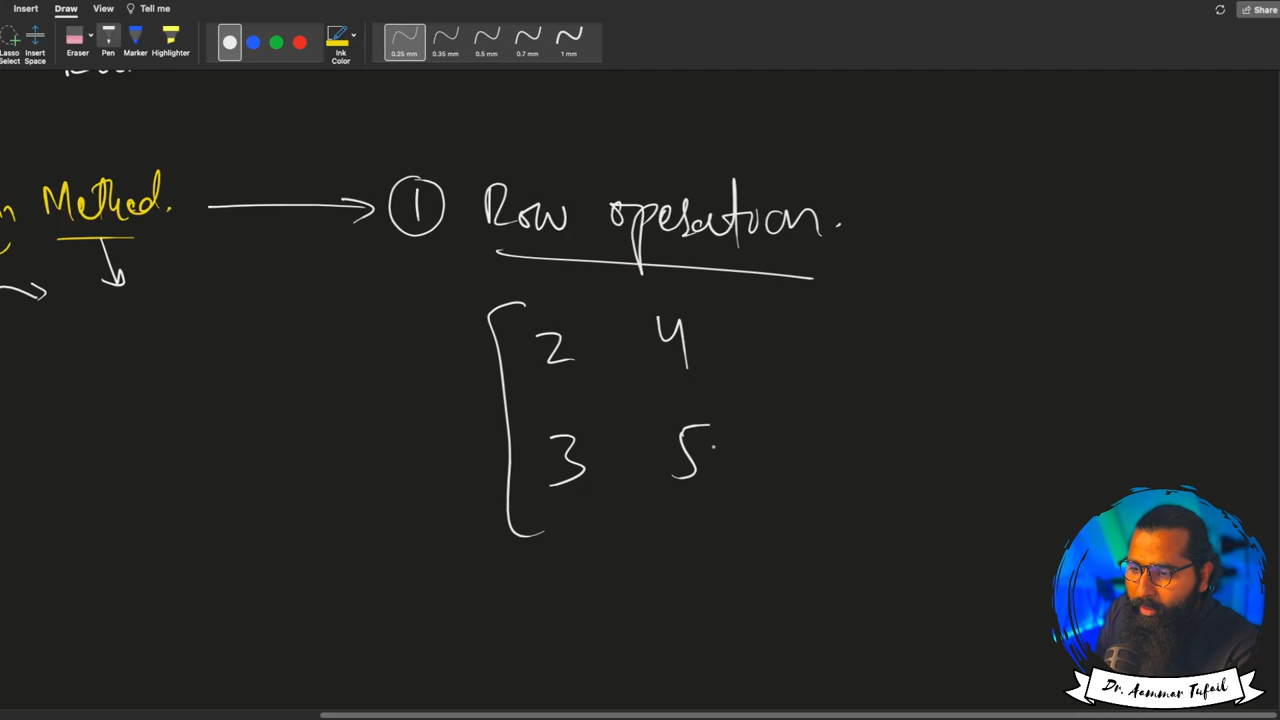 Insert Draw View Tell me Share
Lasso Select Insert Space Eraser Pen Marker Highlighter Ink Color 0.25 mm 0.35 mm 0.5 mm 0.7 mm 1 mm
Method. ① Row operation.
2 4
3 5
Dr. Aammar Tufail